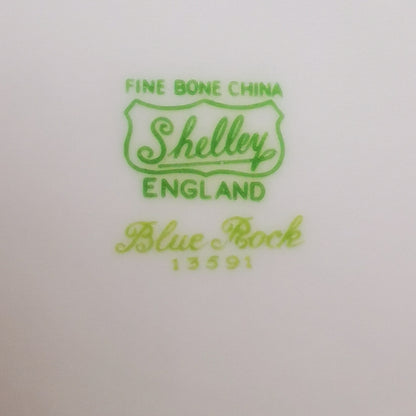 FINE BONE CHINA
Shelley
ENGLAND
Blue Rock
13591